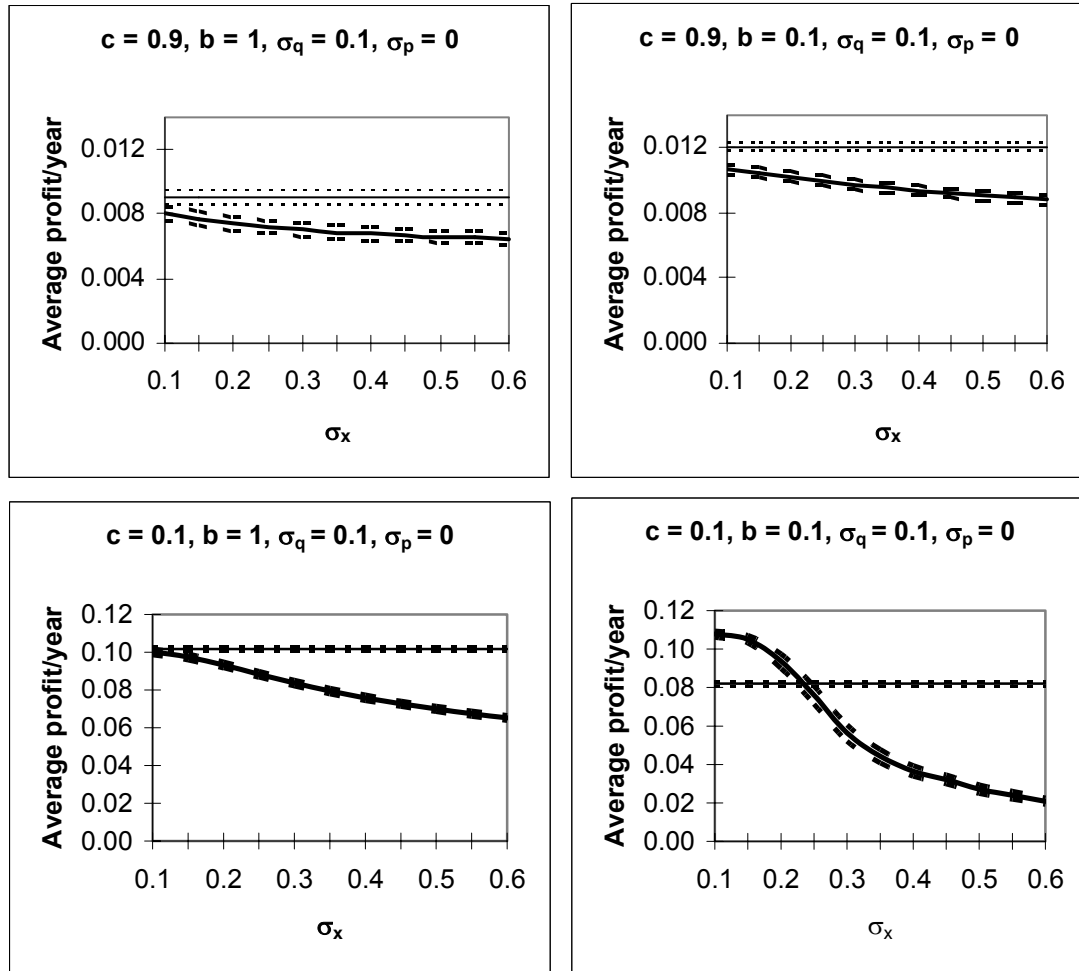 c = 0.9, b = 1, σq = 0.1, σp = 0
Average profit/year
0.012
0.008
0.004
0.000
0.1 0.2 0.3 0.4 0.5 0.6
σx
c = 0.9, b = 0.1, σq = 0.1, σp = 0
Average profit/year
0.012
0.008
0.004
0.000
0.1 0.2 0.3 0.4 0.5 0.6
σx
c = 0.1, b = 1, σq = 0.1, σp = 0
Average profit/year
0.12
0.10
0.08
0.06
0.04
0.02
0.00
0.1 0.2 0.3 0.4 0.5 0.6
σx
c = 0.1, b = 0.1, σq = 0.1, σp = 0
Average profit/year
0.12
0.10
0.08
0.06
0.04
0.02
0.00
0.1 0.2 0.3 0.4 0.5 0.6
σx